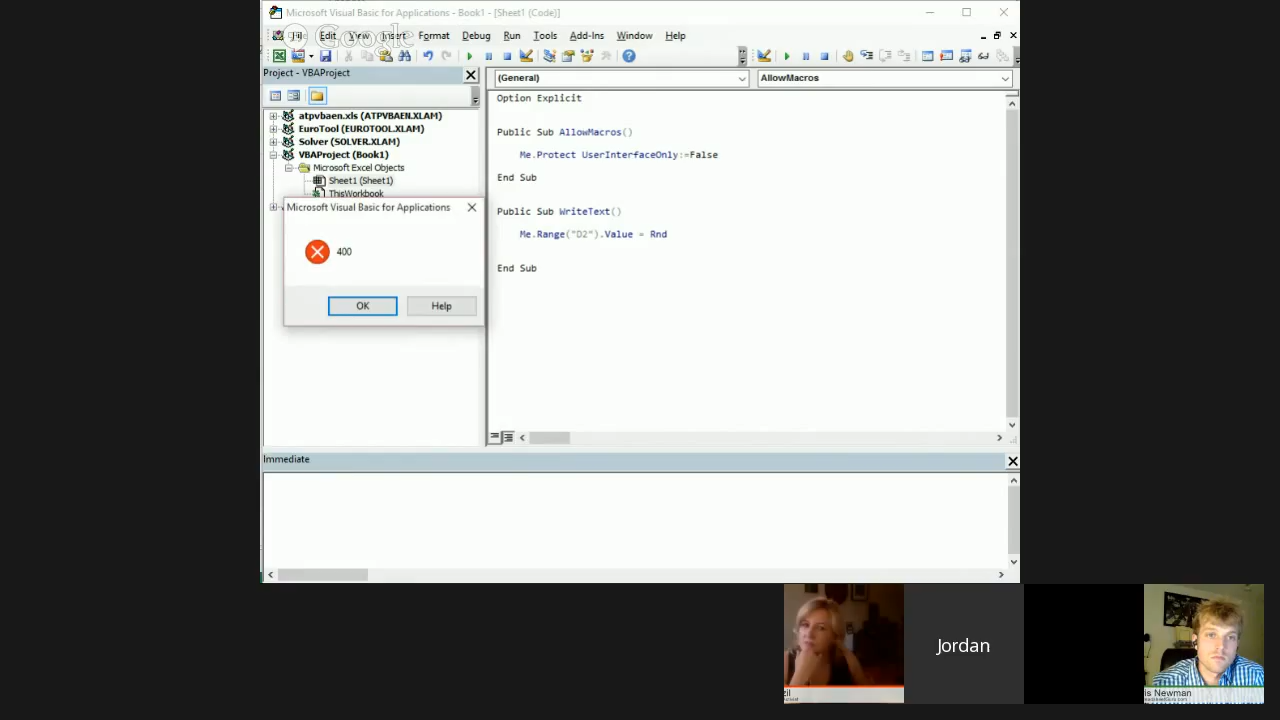 Microsoft Visual Basic for Applications - Book1 - [Sheet1 (Code)]
Edit View Insert Format Debug Run Tools Add-Ins Window Help
Google
Project - VBAProject
(General)
AllowMacros
atpvbaen.xls (ATPVBAEN.XLAM)
EuroTool (EUROTOOL.XLAM)
Solver (SOLVER.XLAM)
VBAProject (Book1)
Microsoft Excel Objects
Sheet1 (Sheet1)
ThisWorkbook
Option Explicit
Public Sub AllowMacros()
Me.Protect UserInterfaceOnly:=False
End Sub
Public Sub WriteText()
Me.Range("D2").Value = Rnd
End Sub
Microsoft Visual Basic for Applications
400
OK
Help
Immediate
zil
Jordan
is Newman